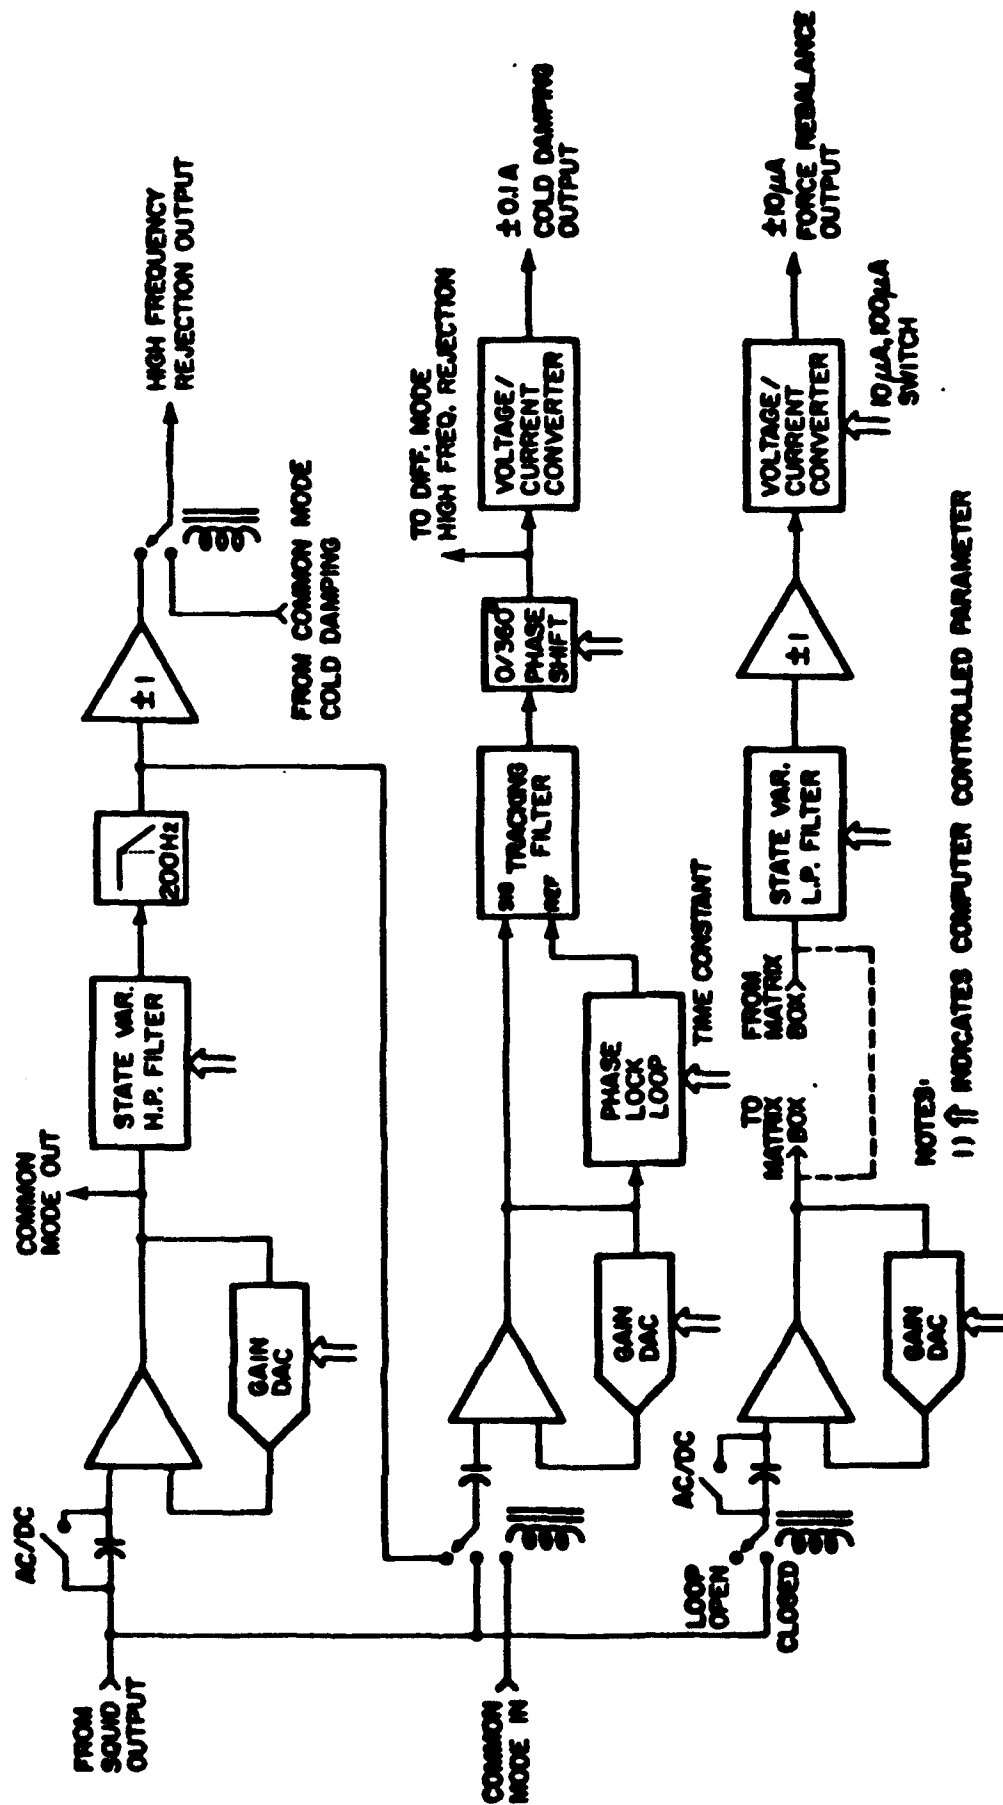 FROM
SQUID
OUTPUT
AC/DC
GAIN
DAC
COMMON
MODE OUT
STATE VAR.
H.P. FILTER
200Hz
±1
HIGH FREQUENCY
REJECTION OUTPUT
FROM COMMON MODE
COLD DAMPING
COMMON
MODE IN
GAIN
DAC
PHASE
LOCK
LOOP
TIME CONSTANT
SIG
TRACKING
FILTER
REF
0/360°
PHASE
SHIFT
TO DIFF. MODE
HIGH FREQ. REJECTION
VOLTAGE/
CURRENT
CONVERTER
±0.1A
COLD DAMPING
OUTPUT
LOOP
OPEN
CLOSED
AC/DC
GAIN
DAC
TO
MATRIX
BOX
FROM
MATRIX
BOX
STATE VAR.
L.P. FILTER
±1
VOLTAGE/
CURRENT
CONVERTER
10μA, 100μA
SWITCH
±10μA
FORCE REBALANCE
OUTPUT
NOTES:
1) ⇑ INDICATES COMPUTER CONTROLLED PARAMETER